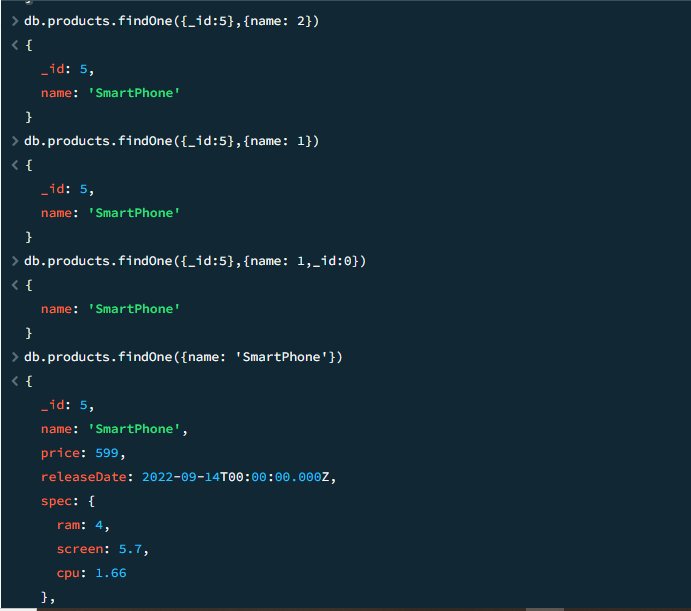 > db.products.findOne({_id:5},{name: 2})
< {
_id: 5,
name: 'SmartPhone'
}
> db.products.findOne({_id:5},{name: 1})
< {
_id: 5,
name: 'SmartPhone'
}
> db.products.findOne({_id:5},{name: 1,_id:0})
< {
name: 'SmartPhone'
}
> db.products.findOne({name: 'SmartPhone'})
< {
_id: 5,
name: 'SmartPhone',
price: 599,
releaseDate: 2022-09-14T00:00:00.000Z,
spec: {
ram: 4,
screen: 5.7,
cpu: 1.66
},